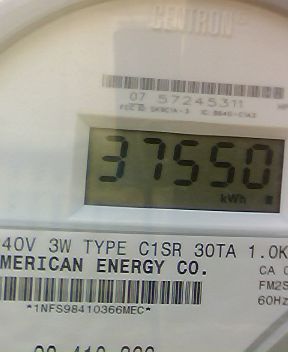 CENTRON
07 57245311
37550
kWh
40V 3W TYPE C1SR 30TA 1.0K
MERICAN ENERGY CO.
CA 0
FM2S
60Hz
*1NFS98410366MEC*